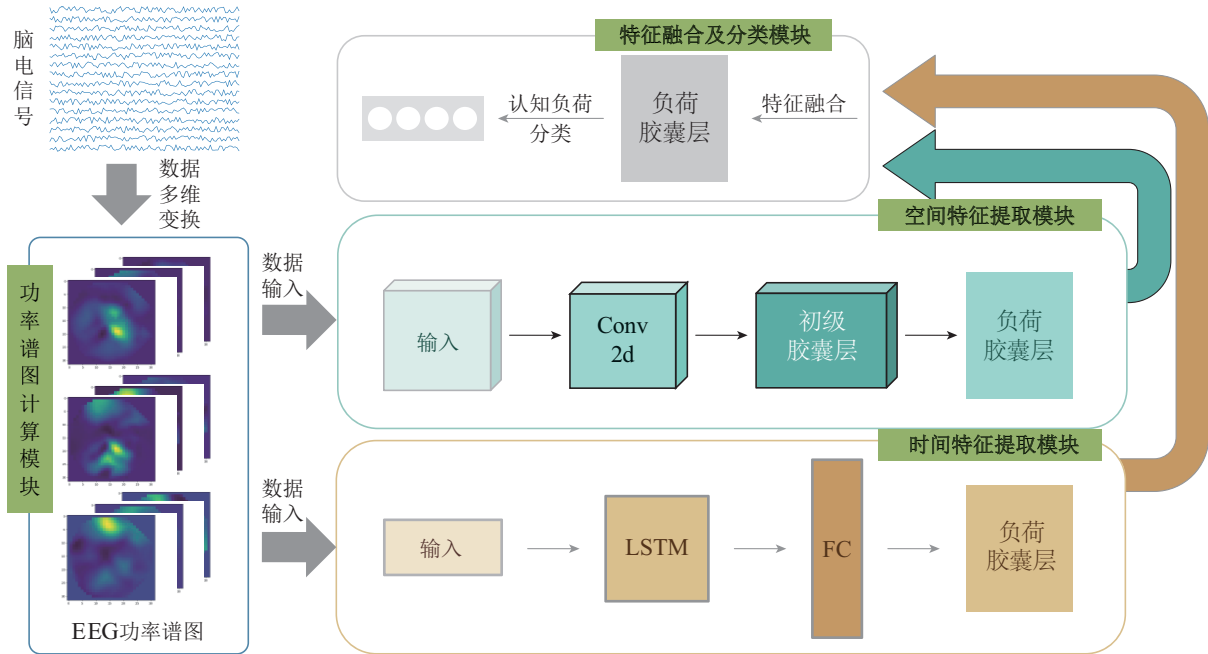 脑电信号
数据
多维
变换
功率谱图计算模块
EEG功率谱图
数据
输入
数据
输入
特征融合及分类模块
认知负荷
分类
负荷
胶囊层
特征融合
空间特征提取模块
输入
Conv
2d
初级
胶囊层
负荷
胶囊层
时间特征提取模块
输入
LSTM
FC
负荷
胶囊层